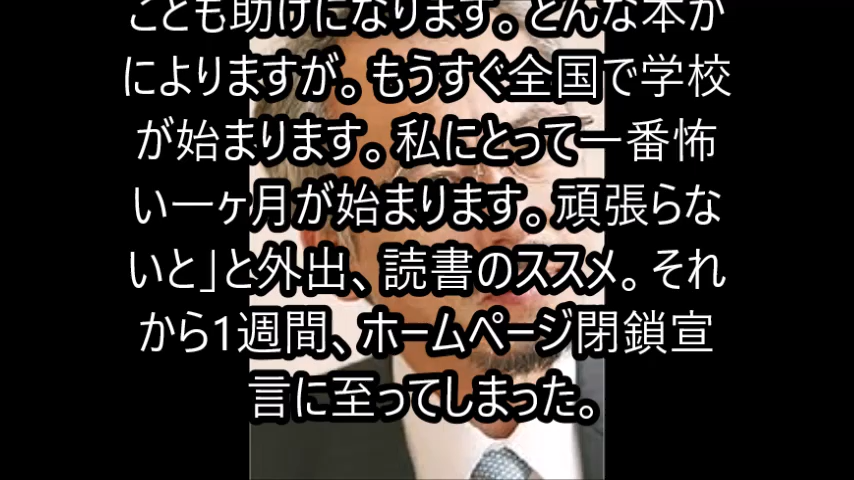 ことも助けになります。どんな本か
によりますが。もうすぐ全国で学校
が始まります。私にとって一番怖
い一ヶ月が始まります。頑張らな
いと」と外出、読書のススメ。それ
から1週間、ホームページ閉鎖宣
言に至ってしまった。